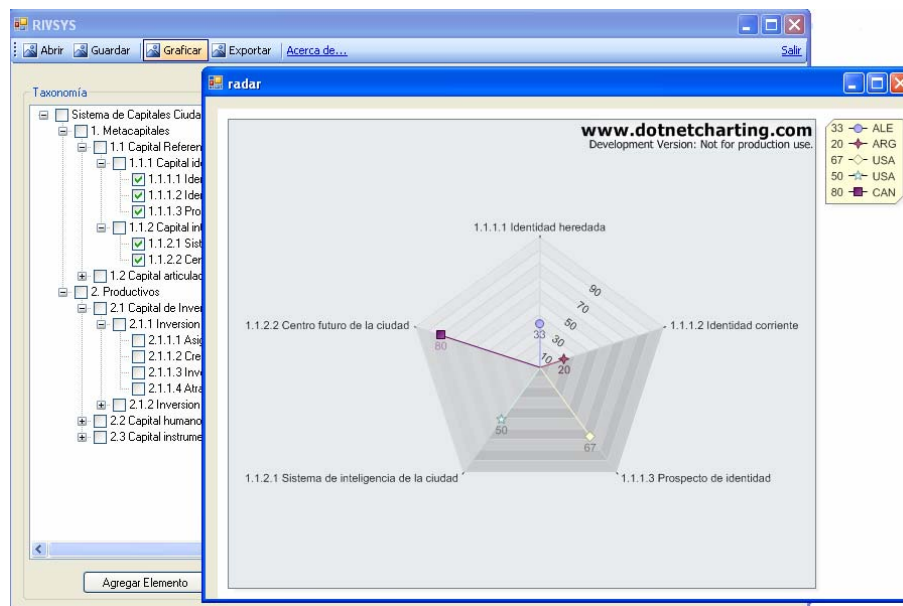 RIVSYS
Abrir Guardar Graficar Exportar Acerca de... Salir
radar
Taxonomía
Sistema de Capitales Ciuda
1. Metacapitales
1.1 Capital Referen
1.1.1 Capital ide
1.1.1.1 Iden
1.1.1.2 Iden
1.1.1.3 Pro
1.1.2 Capital int
1.1.2.1 Sist
1.1.2.2 Cen
1.2 Capital articulad
2. Productivos
2.1 Capital de Inver
2.1.1 Inversion
2.1.1.1 Asig
2.1.1.2 Cre
2.1.1.3 Inve
2.1.1.4 Atra
2.1.2 Inversion
2.2 Capital humano
2.3 Capital instrume
Agregar Elemento
www.dotnetcharting.com
Development Version: Not for production use.
33 ALE
20 ARG
67 USA
50 USA
80 CAN
1.1.1.1 Identidad heredada
90
70
50
30
10
1.1.2.2 Centro futuro de la ciudad
1.1.1.2 Identidad corriente
33
80
20
50
67
1.1.2.1 Sistema de inteligencia de la ciudad
1.1.1.3 Prospecto de identidad